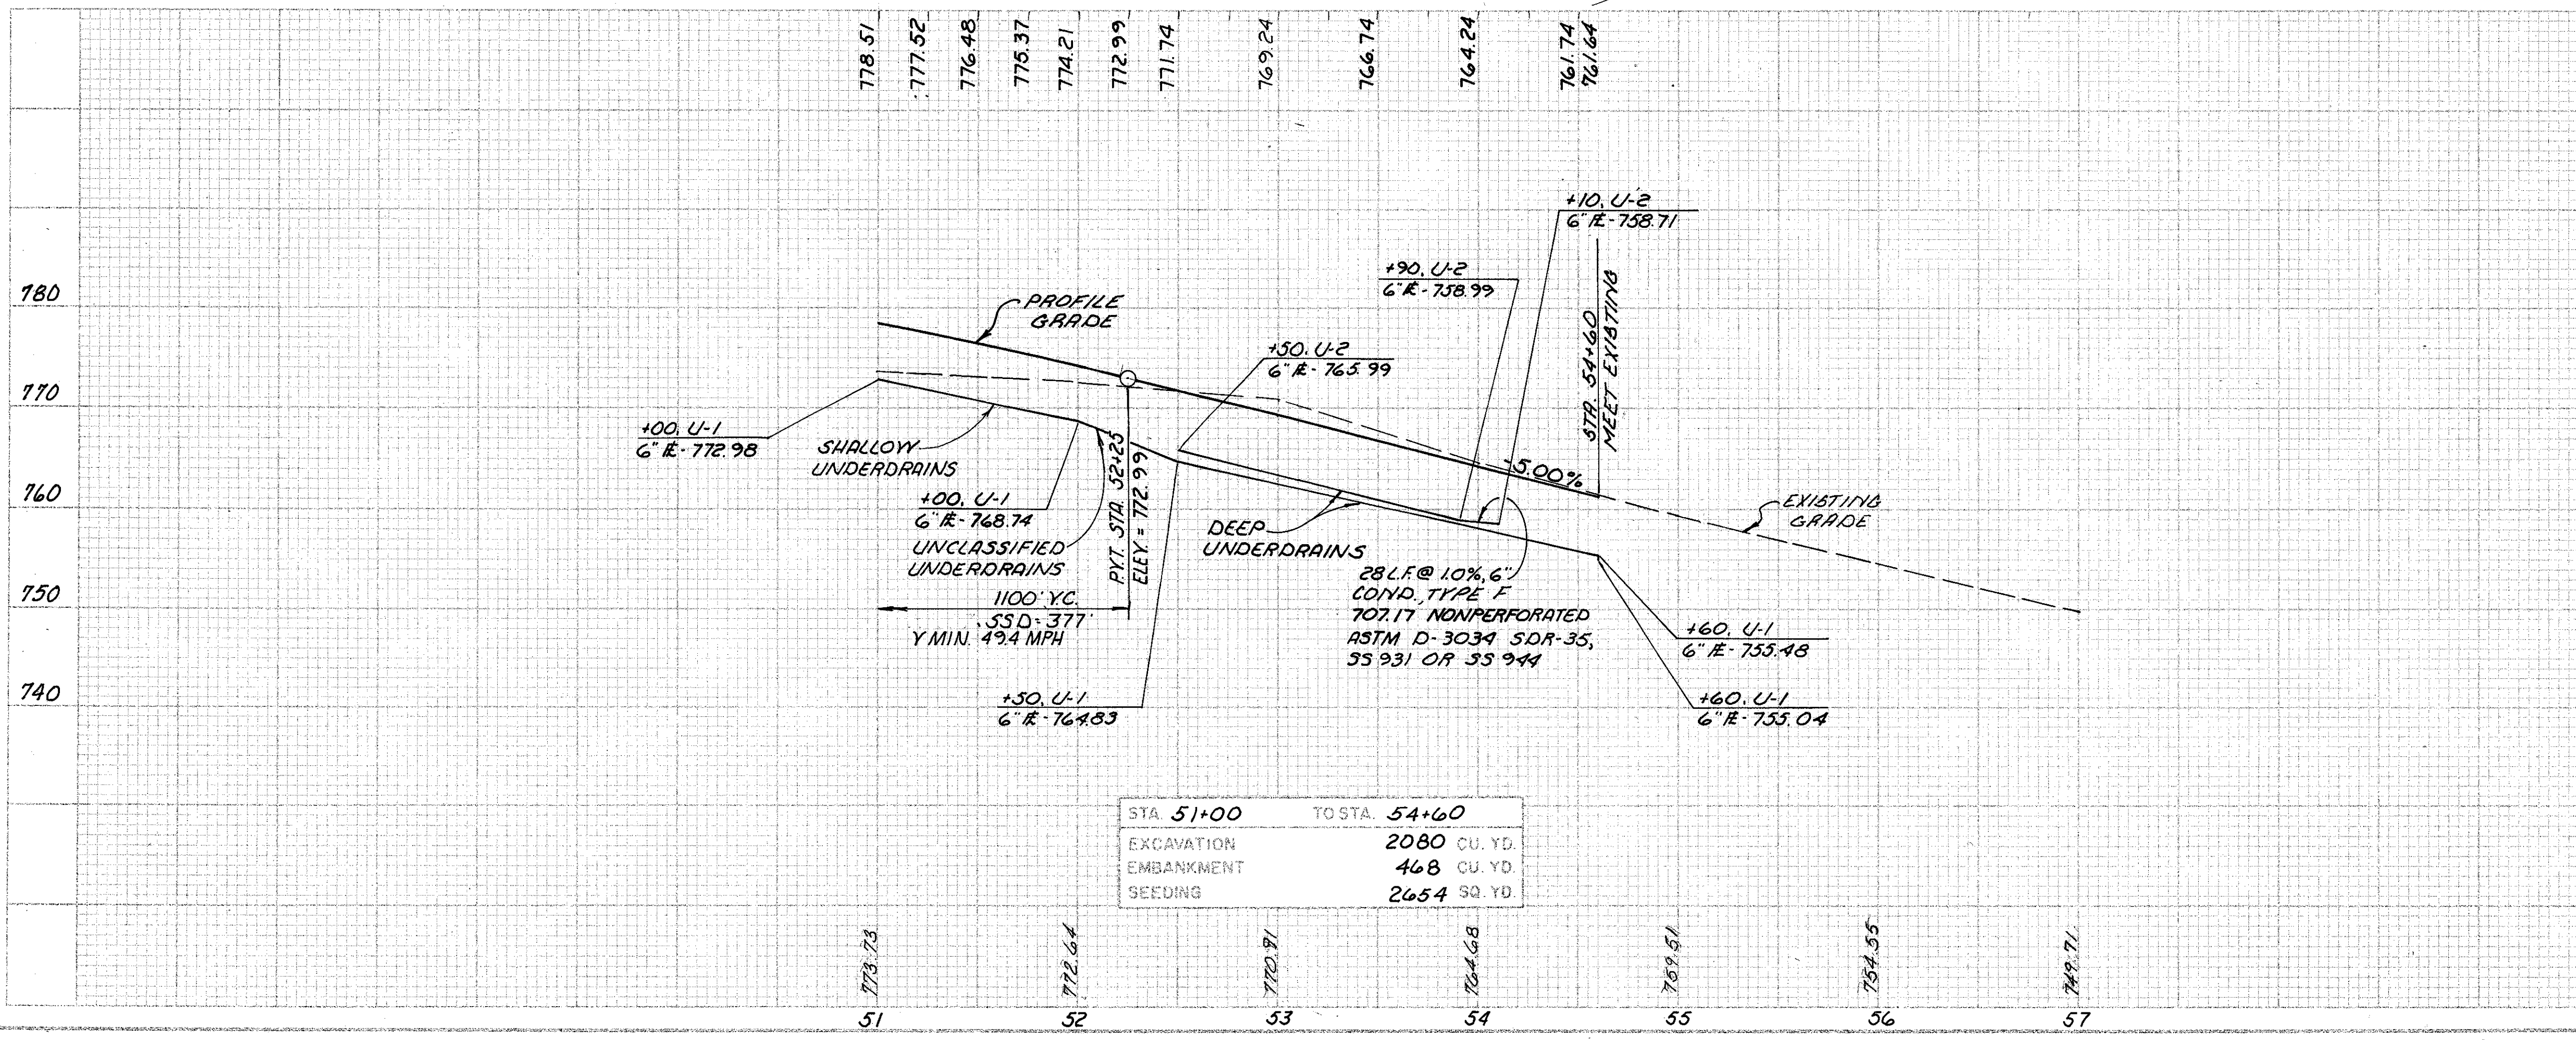 778.51
777.52
776.48
775.37
774.21
772.99
771.74
769.24
766.74
764.24
761.74
761.64
780
770
760
750
740
PROFILE
GRADE
+10, U-2
6" ⅊ - 758.71
+90, U-2
6" ⅊ - 758.99
+50, U-2
6" ⅊ - 765.99
STA. 54+60
MEET EXISTING
+00, U-1
6" ⅊ - 772.98
SHALLOW
UNDERDRAINS
+00, U-1
6" ⅊ - 768.74
UNCLASSIFIED
UNDERDRAINS
P.V.T. STA. 52+25
ELEV. = 772.99
-5.00%
EXISTING
GRADE
DEEP
UNDERDRAINS
1100' V.C.
SSD = 377'
V MIN. 49.4 MPH
28 L.F. @ 1.0%, 6"
COND., TYPE F
707.17 NONPERFORATED
ASTM D-3034 SDR-35,
SS 931 OR SS 944
+60, U-1
6" ⅊ - 755.48
+50, U-1
6" ⅊ - 764.83
+60, U-1
6" ⅊ - 755.04
STA. 51+00 TO STA. 54+60
EXCAVATION 2080 CU. YD.
EMBANKMENT 468 CU. YD.
SEEDING 2654 SQ. YD.
773.73
772.64
770.91
764.68
759.51
754.55
749.71
51 52 53 54 55 56 57